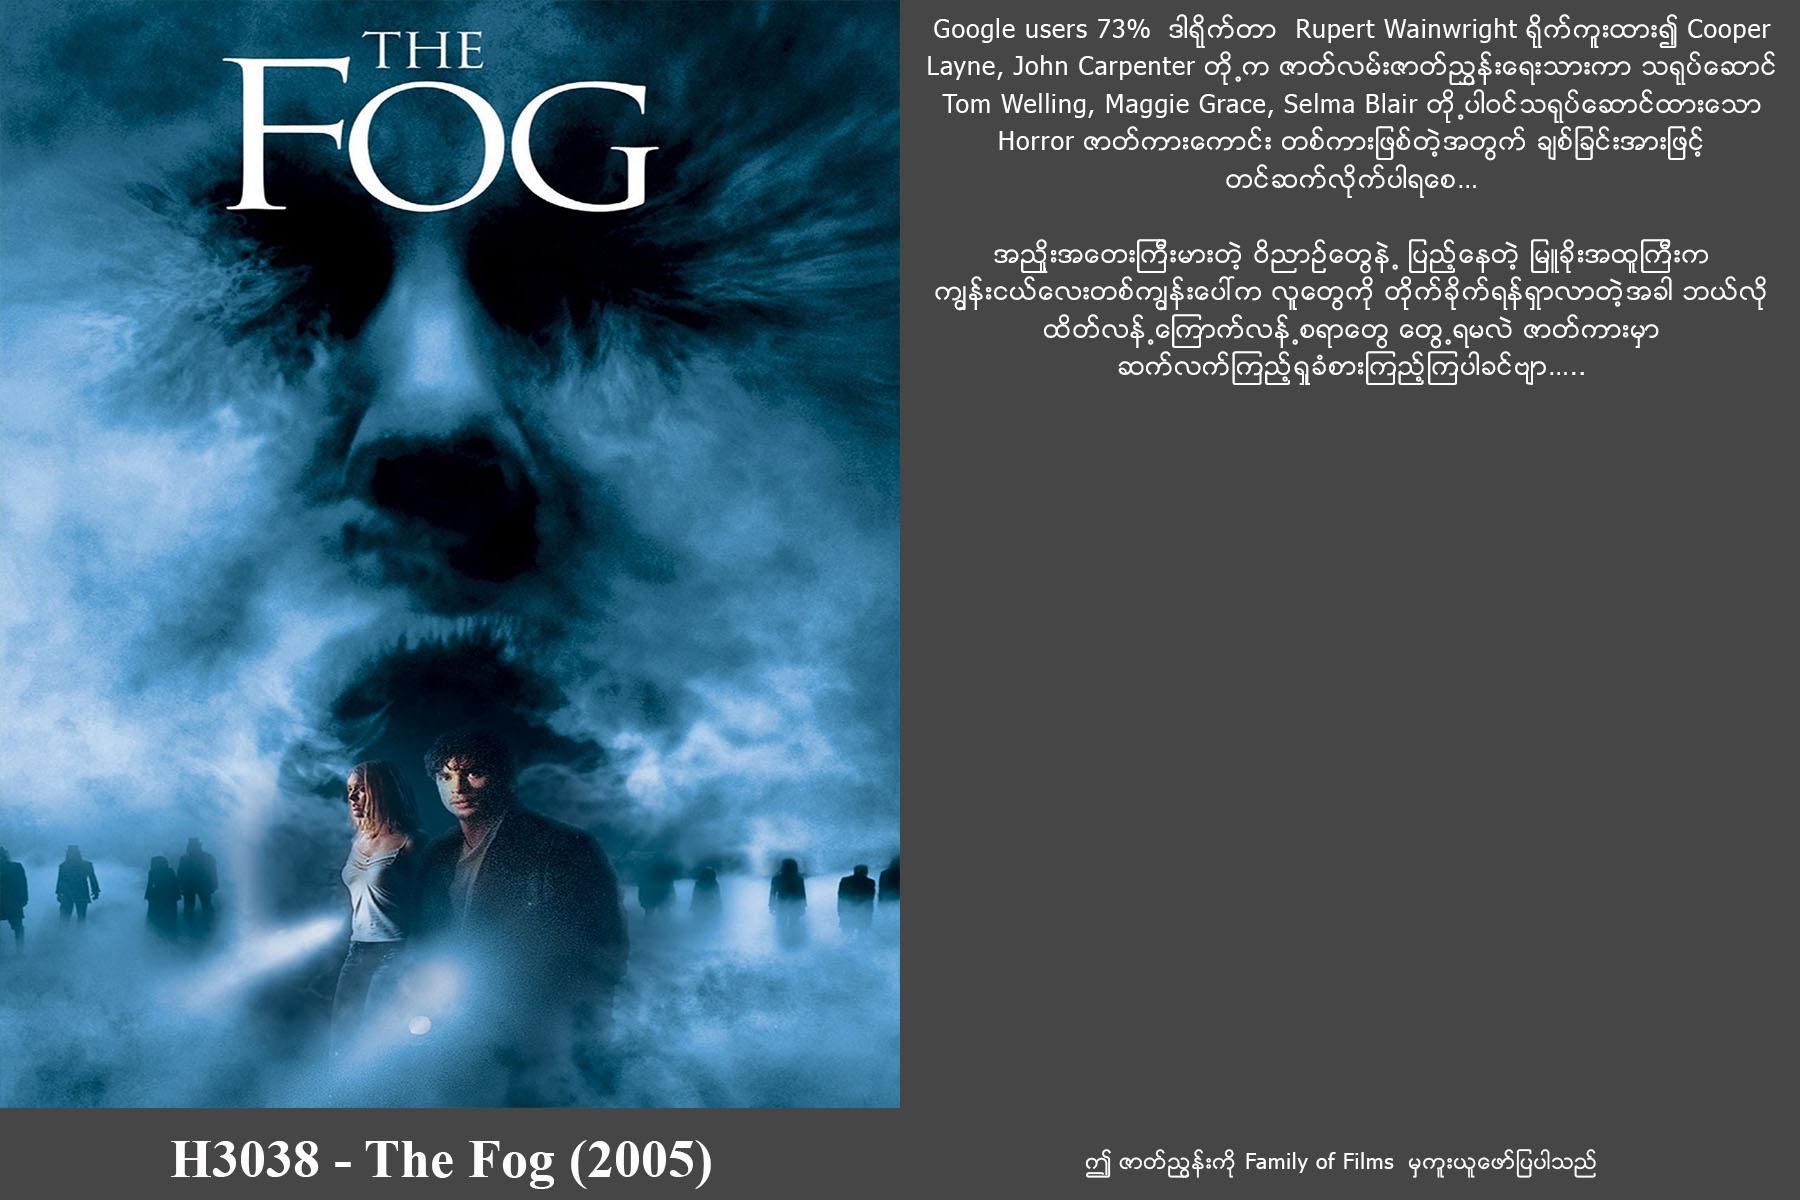 THE
FOG
Google users 73% ဒါရိုက်တာ Rupert Wainwright ရိုက်ကူးထား၍ Cooper
Layne, John Carpenter တို့က ဇာတ်လမ်းဇာတ်ညွှန်းရေးသားကာ သရုပ်ဆောင်
Tom Welling, Maggie Grace, Selma Blair တို့ပါဝင်သရုပ်ဆောင်ထားသော
Horror ဇာတ်ကားကောင်း တစ်ကားဖြစ်တဲ့အတွက် ချစ်ခြင်းအားဖြင့်
တင်ဆက်လိုက်ပါရစေ...
အညှိုးအတေးကြီးမားတဲ့ ဝိညာဉ်တွေနဲ့ ပြည့်နေတဲ့ မြူခိုးအထူကြီးက
ကျွန်းငယ်လေးတစ်ကျွန်းပေါ်က လူတွေကို တိုက်ခိုက်ရန်ရှာလာတဲ့အခါ ဘယ်လို
ထိတ်လန့်ကြောက်လန့်စရာတွေ တွေ့ရမလဲ ဇာတ်ကားမှာ
ဆက်လက်ကြည့်ရှုခံစားကြည့်ကြပါခင်ဗျာ.....
H3038 - The Fog (2005)
ဤ ဇာတ်ညွှန်းကို Family of Films မှကူးယူဖော်ပြပါသည်